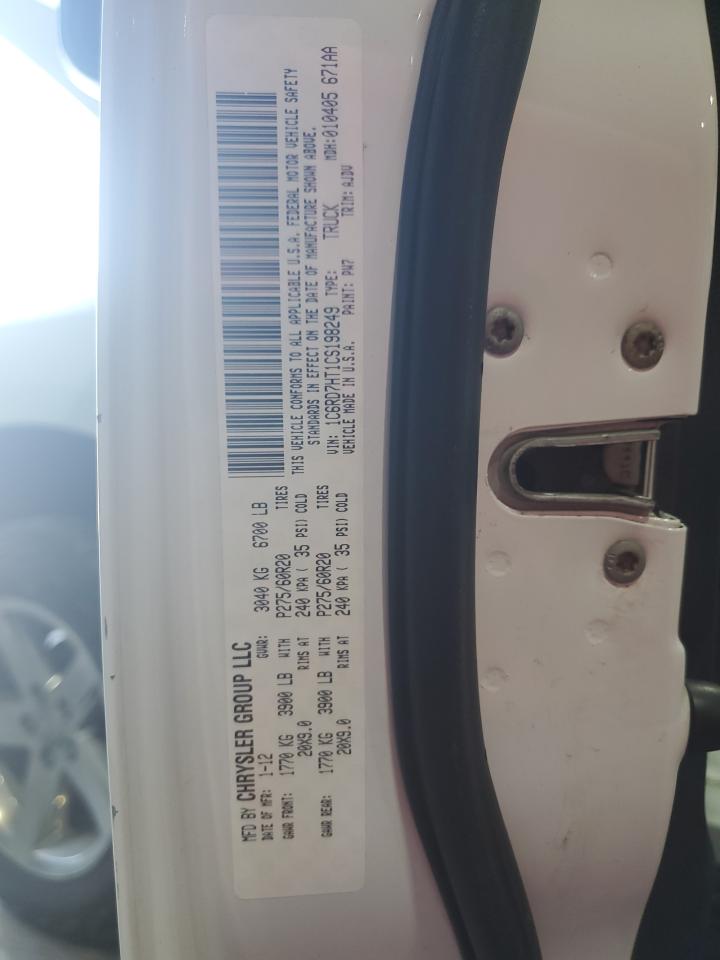 MFD BY CHRYSLER GROUP LLC
DATE OF MFR: 1-12 GVWR: 3040 KG 6700 LB
GAWR FRONT: 1770 KG 3900 LB WITH P275/60R20 TIRES
20X9.0 RIMS AT 240 KPA ( 35 PSI) COLD
GAWR REAR: 1770 KG 3900 LB WITH P275/60R20 TIRES
20X9.0 RIMS AT 240 KPA ( 35 PSI) COLD
THIS VEHICLE CONFORMS TO ALL APPLICABLE U.S.A. FEDERAL MOTOR VEHICLE SAFETY
STANDARDS IN EFFECT ON THE DATE OF MANUFACTURE SHOWN ABOVE.
VIN: 1C6RD7HT1CS198249 TYPE: TRUCK MDH:010405 671AA
VEHICLE MADE IN U.S.A. PAINT: PW7 TRIM: AJDV